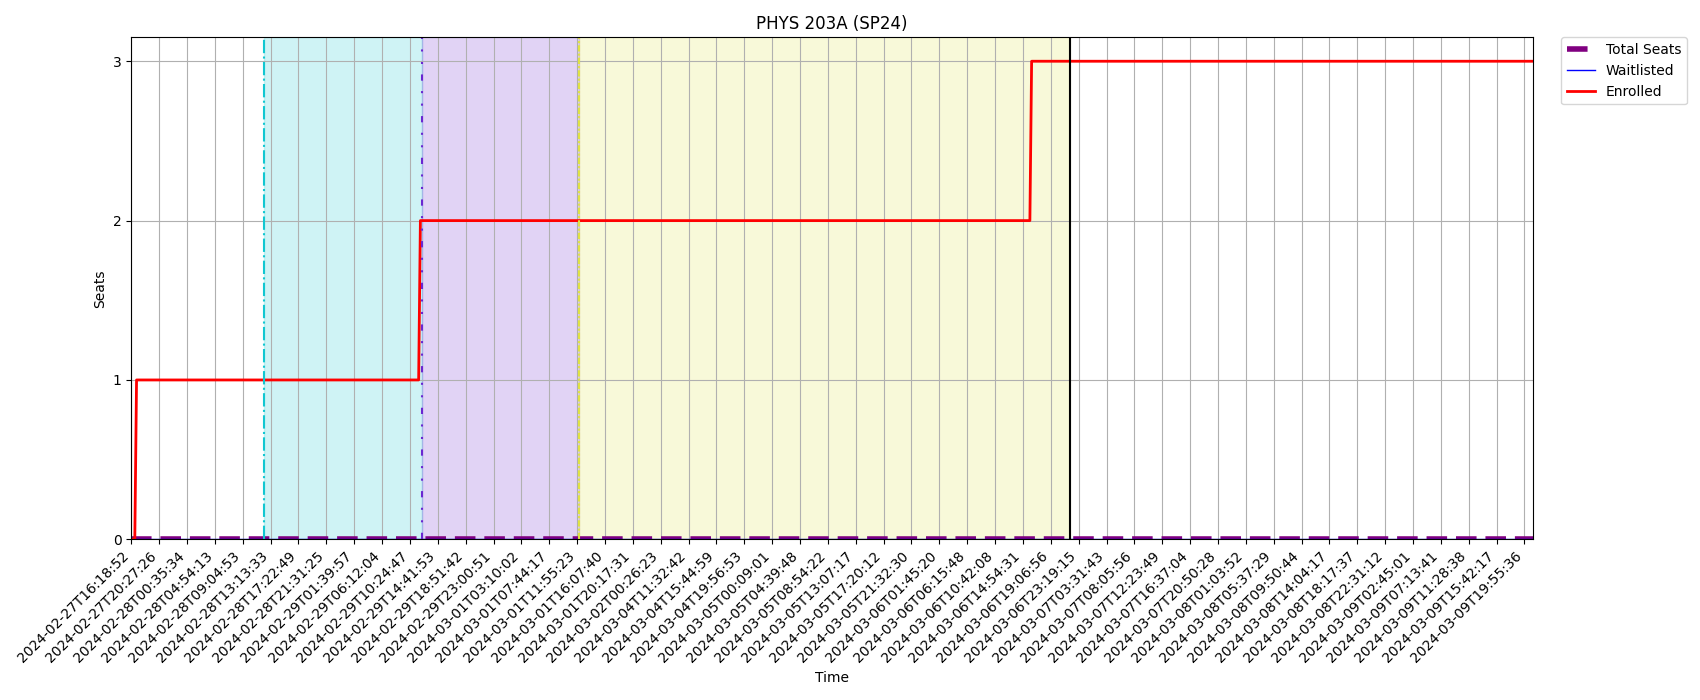 PHYS 203A (SP24)
Total Seats
Waitlisted
Enrolled
Seats
3
2
1
0
2024-02-27T16:18:52
2024-02-27T20:27:26
2024-02-28T00:35:34
2024-02-28T04:54:13
2024-02-28T09:04:53
2024-02-28T13:13:33
2024-02-28T17:22:49
2024-02-28T21:31:25
2024-02-29T01:39:57
2024-02-29T06:12:04
2024-02-29T10:24:47
2024-02-29T14:41:53
2024-02-29T18:51:42
2024-02-29T23:00:51
2024-03-01T03:10:02
2024-03-01T07:44:17
2024-03-01T11:55:23
2024-03-01T16:07:40
2024-03-01T20:17:31
2024-03-02T00:26:23
2024-03-04T11:32:42
2024-03-04T15:44:59
2024-03-04T19:56:53
2024-03-05T00:09:01
2024-03-05T04:39:48
2024-03-05T08:54:22
2024-03-05T13:07:17
2024-03-05T17:20:12
2024-03-05T21:32:30
2024-03-06T01:45:20
2024-03-06T06:15:48
2024-03-06T10:42:08
2024-03-06T14:54:31
2024-03-06T19:06:56
2024-03-06T23:19:15
2024-03-07T03:31:43
2024-03-07T08:05:56
2024-03-07T12:23:49
2024-03-07T16:37:04
2024-03-07T20:50:28
2024-03-08T01:03:52
2024-03-08T05:37:29
2024-03-08T09:50:44
2024-03-08T14:04:17
2024-03-08T18:17:37
2024-03-08T22:31:12
2024-03-09T02:45:01
2024-03-09T07:13:41
2024-03-09T11:28:38
2024-03-09T15:42:17
2024-03-09T19:55:36
Time